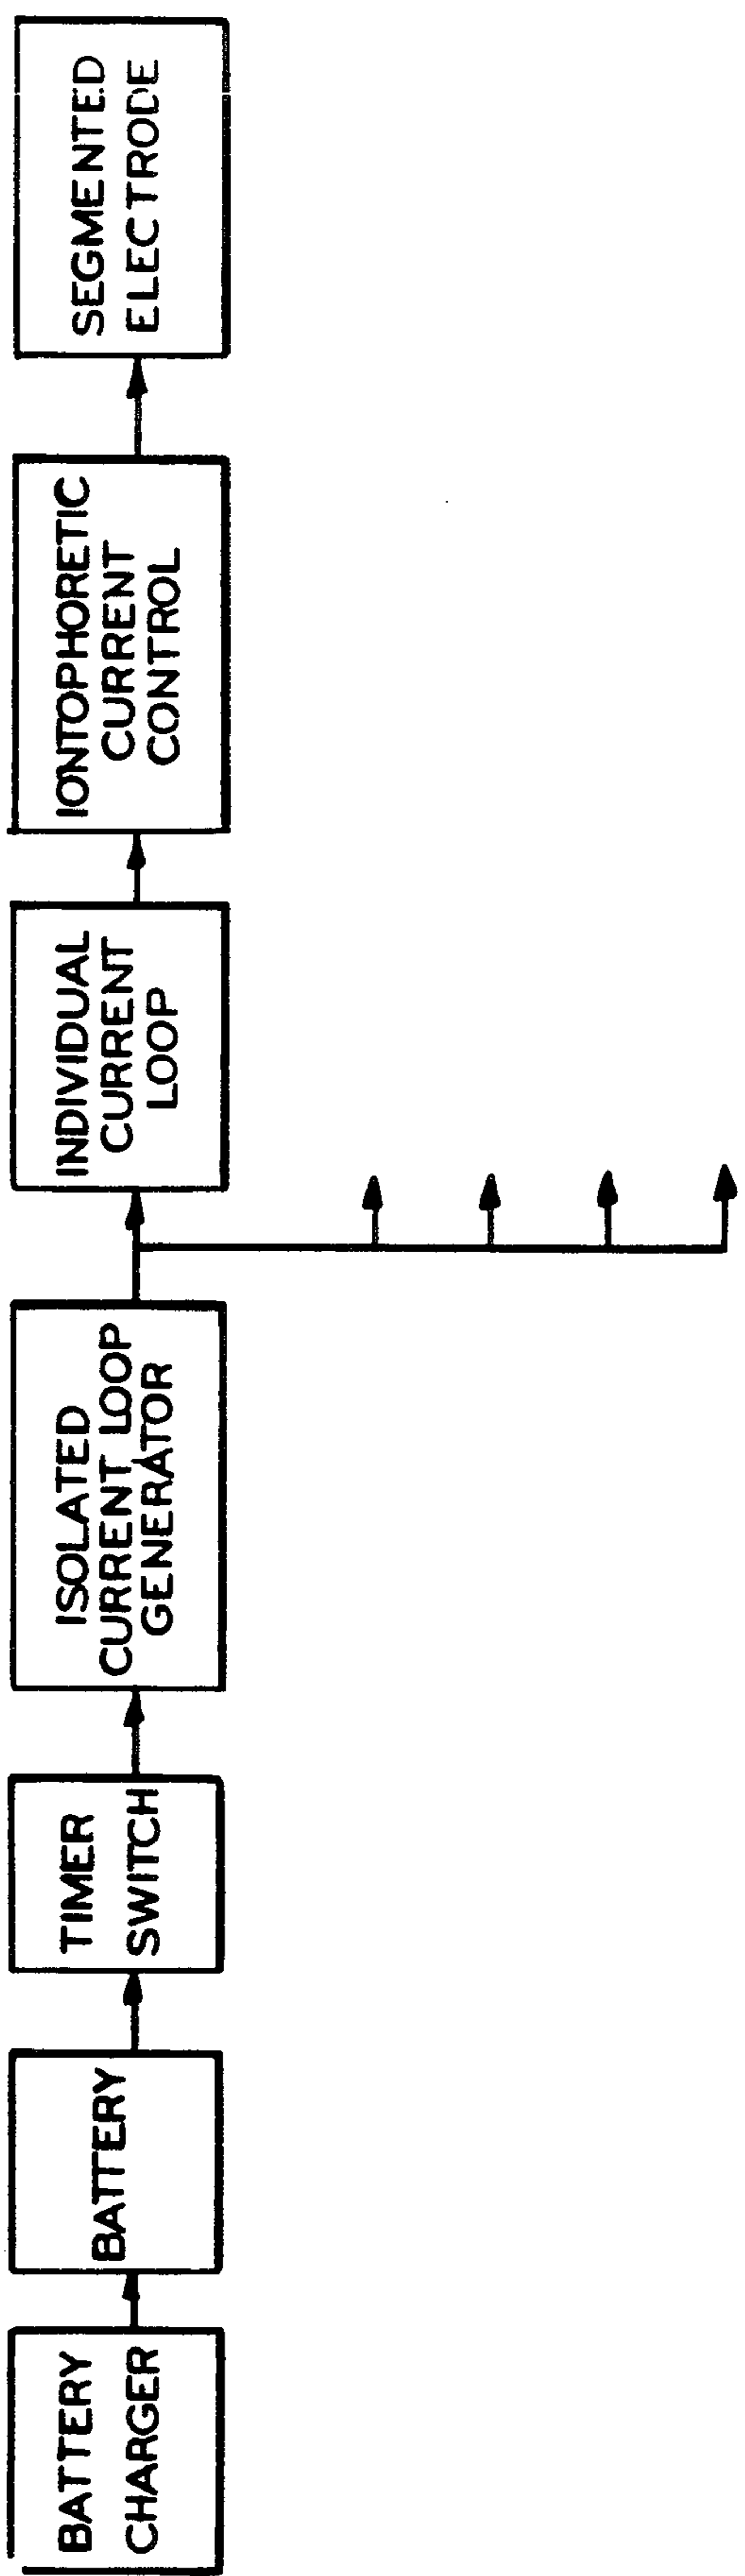 BATTERY
CHARGER
BATTERY
TIMER
SWITCH
ISOLATED
CURRENT LOOP
GENERATOR
INDIVIDUAL
CURRENT
LOOP
IONTOPHORETIC
CURRENT
CONTROL
SEGMENTED
ELECTRODE